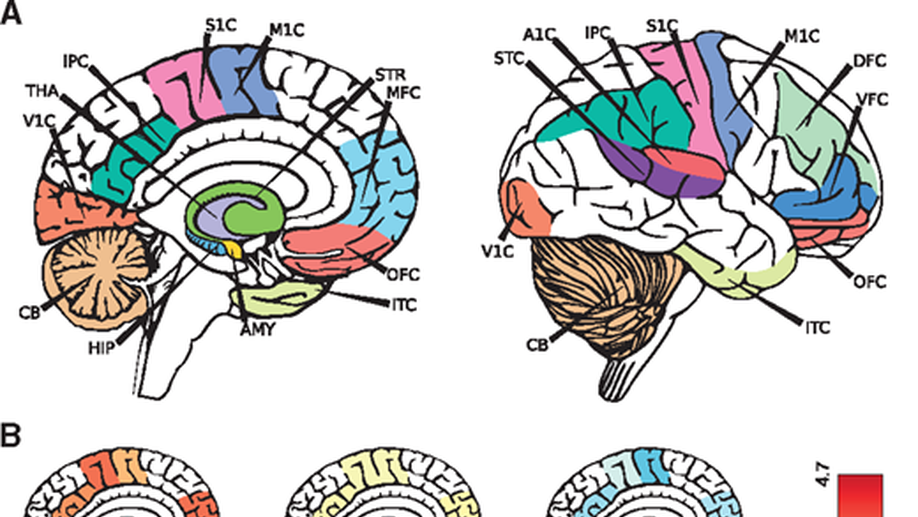 A
S1C
M1C
IPC
STR
THA
MFC
V1C
OFC
CB
ITC
AMY
HIP
S1C
A1C
IPC
M1C
STC
DFC
VFC
V1C
OFC
ITC
CB
B
4.7